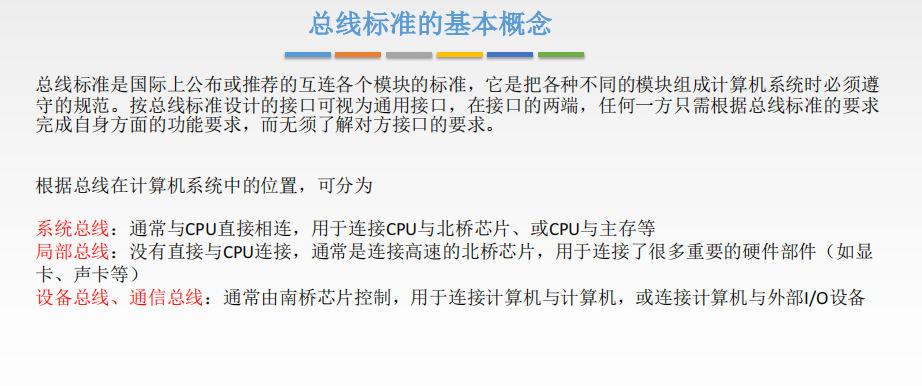 总线标准的基本概念
总线标准是国际上公布或推荐的互连各个模块的标准，它是把各种不同的模块组成计算机系统时必须遵
守的规范。按总线标准设计的接口可视为通用接口，在接口的两端，任何一方只需根据总线标准的要求
完成自身方面的功能要求，而无须了解对方接口的要求。
根据总线在计算机系统中的位置，可分为
系统总线：通常与CPU直接相连，用于连接CPU与北桥芯片、或CPU与主存等
局部总线：没有直接与CPU连接，通常是连接高速的北桥芯片，用于连接了很多重要的硬件部件（如显
卡、声卡等）
设备总线、通信总线：通常由南桥芯片控制，用于连接计算机与计算机，或连接计算机与外部I/O设备